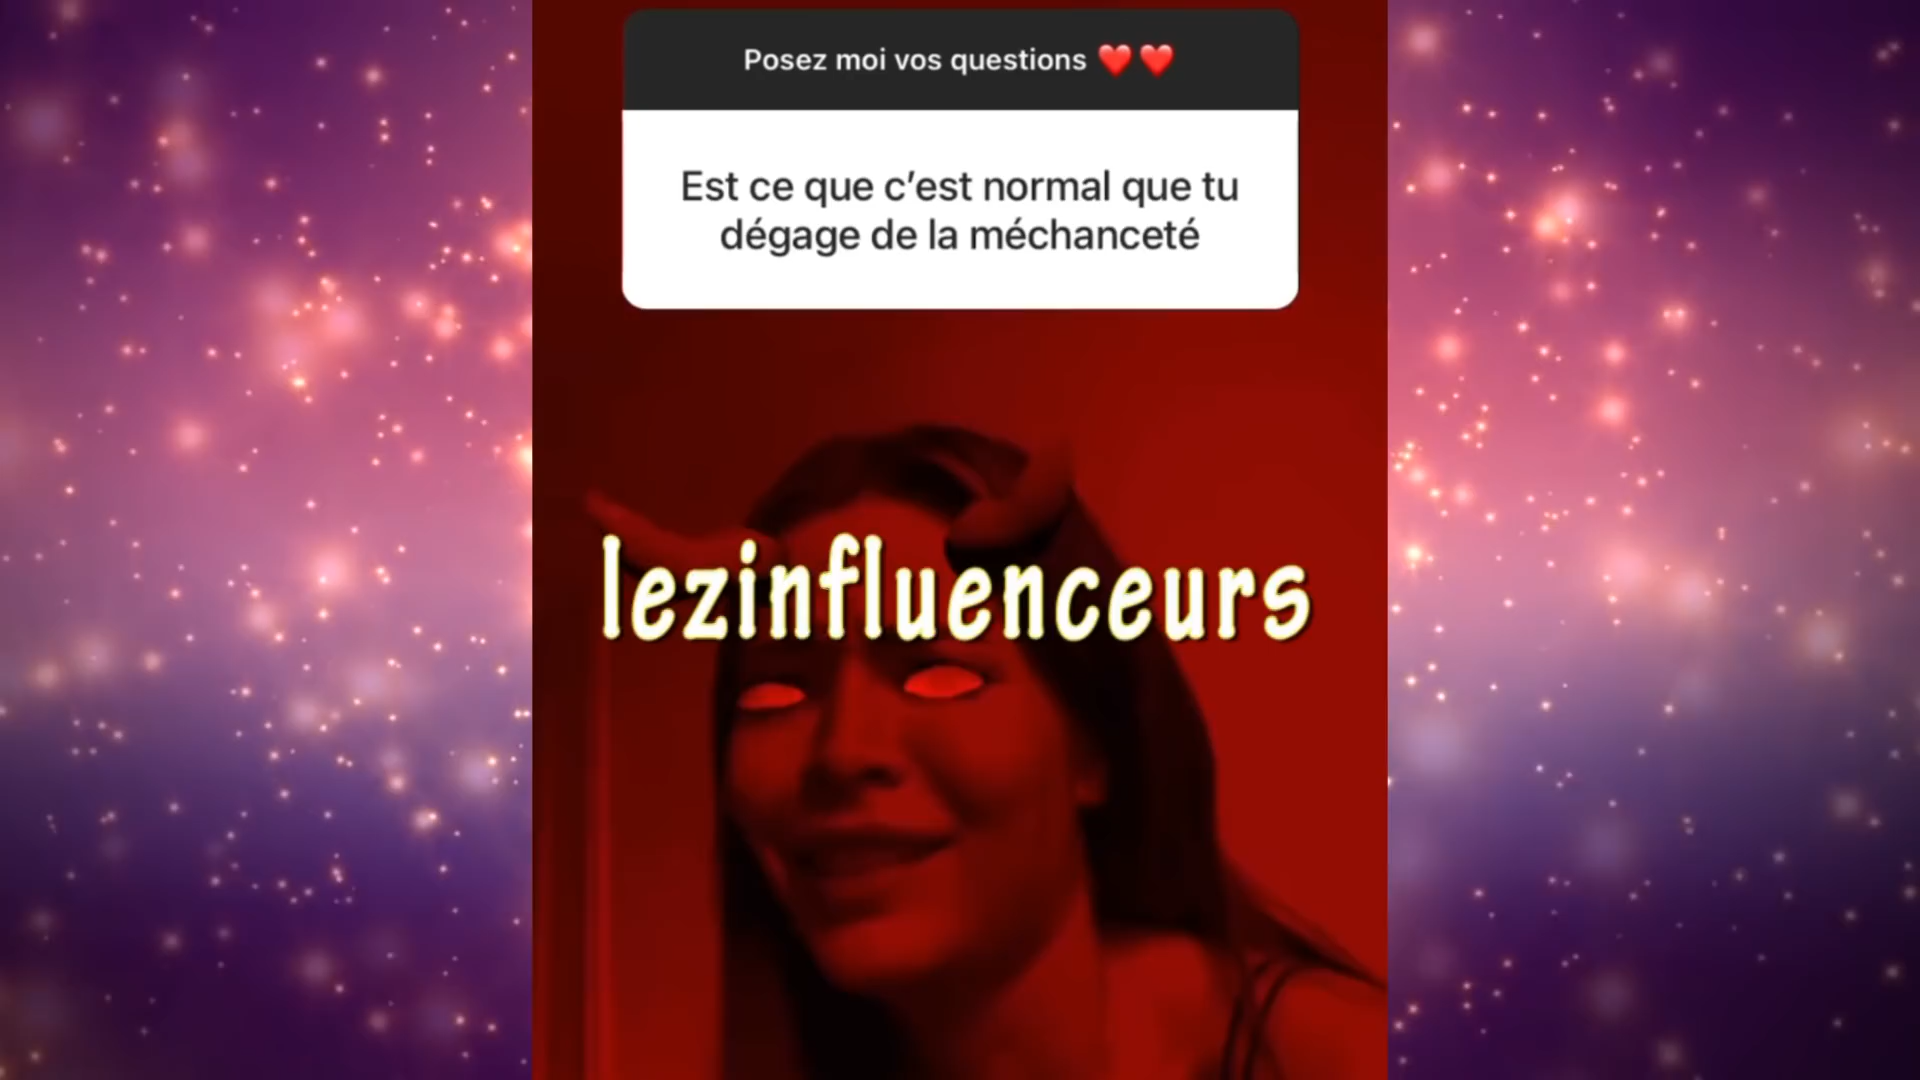 Posez moi vos questions ❤️❤️
Est ce que c’est normal que tu
dégage de la méchanceté
lezinfluenceurs